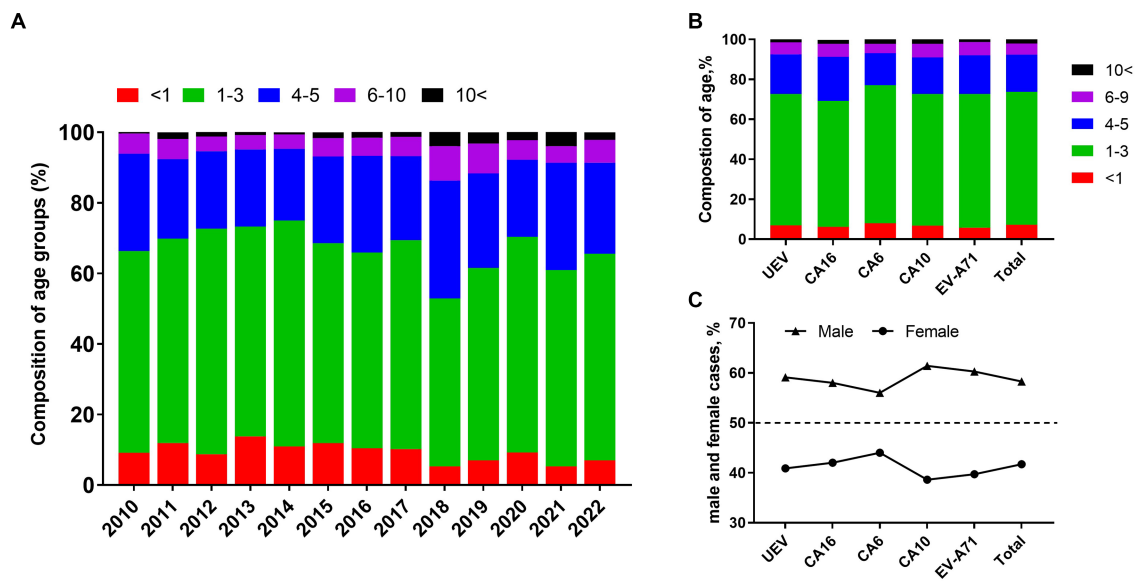 A
<1 1-3 4-5 6-10 10<
Composition of age groups (%)
100
80
60
40
20
0
2010 2011 2012 2013 2014 2015 2016 2017 2018 2019 2020 2021 2022
B
Compostion of age,%
100
80
60
40
20
0
UEV CA16 CA6 CA10 EV-A71 Total
10<
6-9
4-5
1-3
<1
C
male and female cases, %
Male Female
70
60
50
40
30
UEV CA16 CA6 CA10 EV-A71 Total